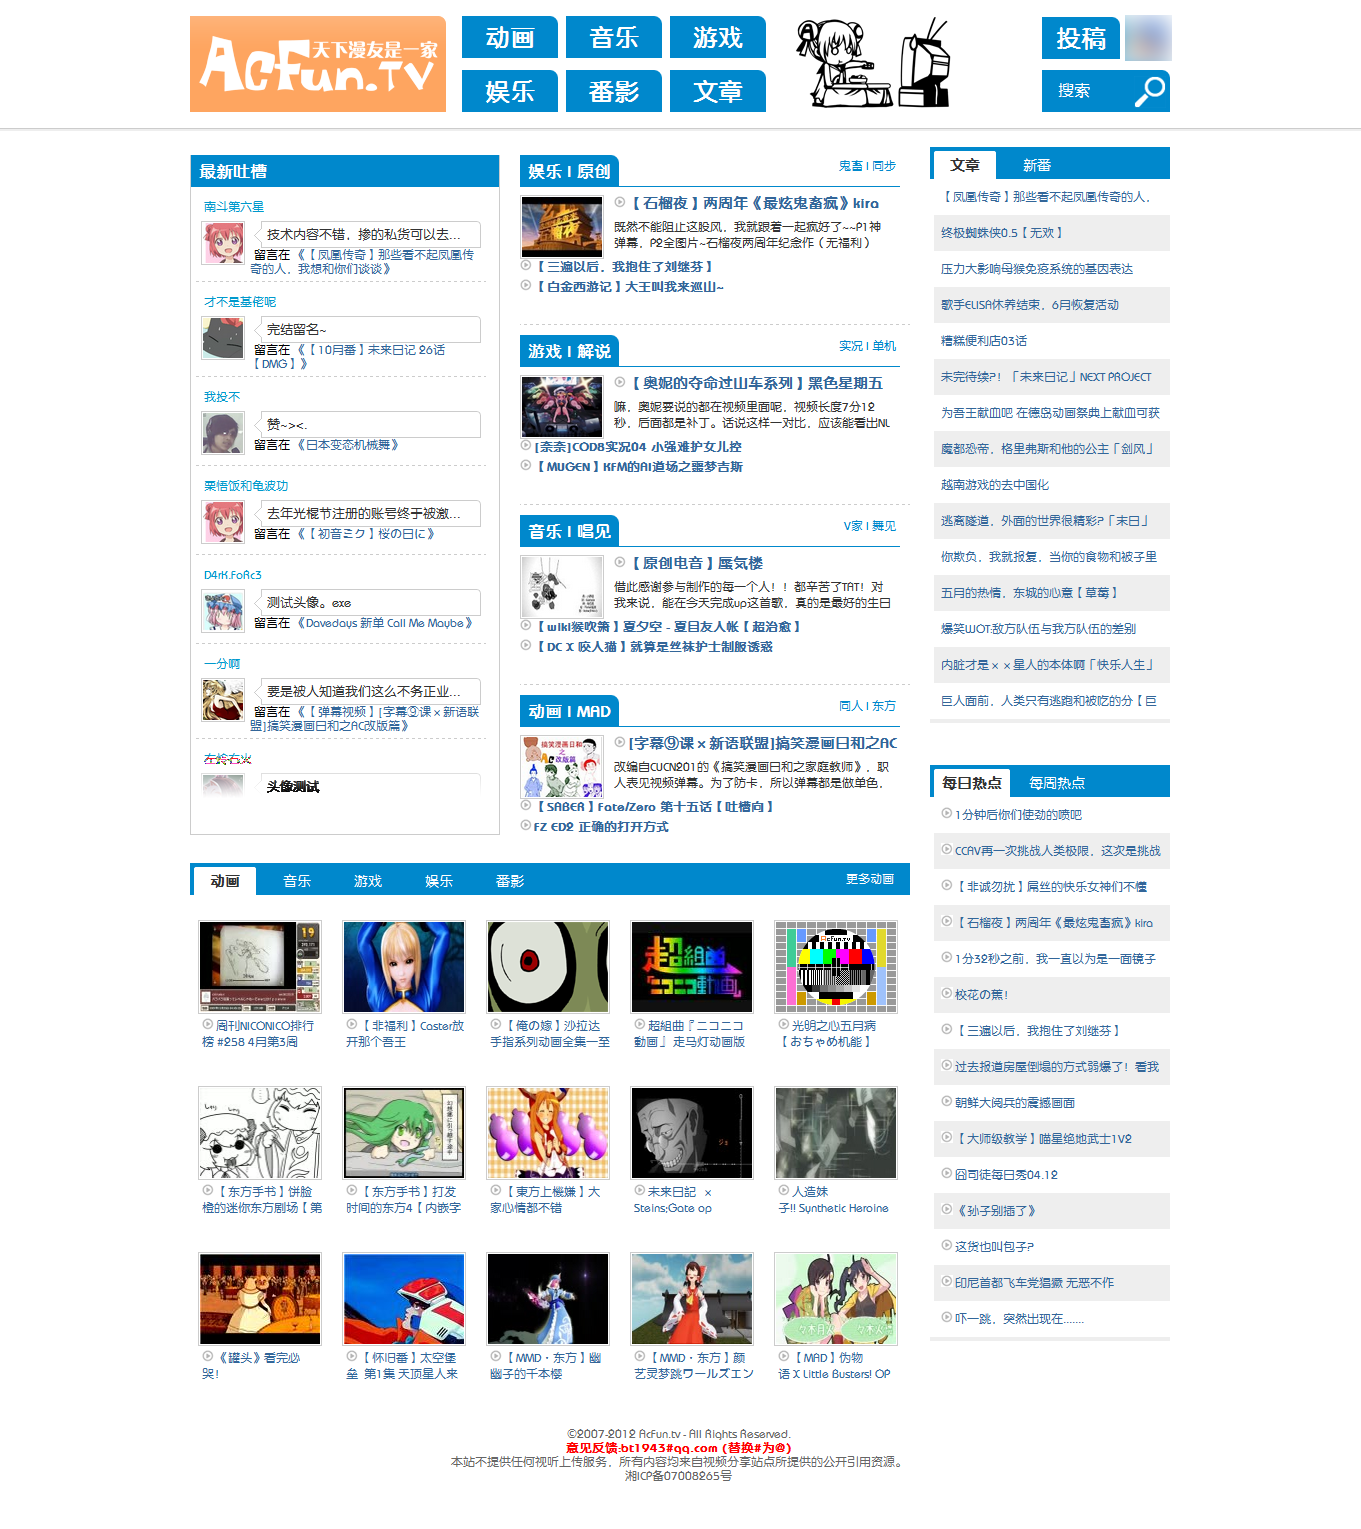 AcFun.tv 天下漫友是一家
动画 音乐 游戏
娱乐 番影 文章
投稿
搜索
最新吐槽
南斗第六星
技术内容不错，掺的私货可以去...
留言在 《【凤凰传奇】那些看不起凤凰传
奇的人，我想和你们谈谈》
才不是基佬呢
完结留名~
留言在 《【10月番】未来日记 26话
【DMG】》
我投不
赞~><.
留言在 《日本变态机械舞》
栗悟饭和龟波功
去年光棍节注册的账号终于被激...
留言在 《【初音ミク】桜の日に》
D4rK.FoRc3
测试头像。exe
留言在 《Davedays 新单 Call Me Maybe》
一分啊
要是被人知道我们这么不务正业...
留言在 《【弹幕视频】[字幕⑨课×新语联
盟]搞笑漫画日和之AC改版篇》
头像测试
娱乐 | 原创
鬼畜 | 同步
【石榴夜】两周年《最炫鬼畜疯》kira
既然不能阻止这股风，我就跟着一起疯好了~~P1神
弹幕，P2全图片~石榴夜两周年纪念作（无福利）
【三遍以后，我抱住了刘继芬】
【白金西游记】大王叫我来巡山~
游戏 | 解说
实况 | 单机
【奥妮的夺命过山车系列】黑色星期五
嘛，奥妮要说的都在视频里面呢，视频长度7分12
秒，后面都是补丁。话说这样一对比，应该能看出NL
[奈奈]COD8实况04 小强难护女儿控
【MUGEN】KFM的AI道场之噩梦吉斯
音乐 | 唱见
V家 | 舞见
【原创电音】蜃气楼
借此感谢参与制作的每一个人！！都辛苦了TAT！对
我来说，能在今天完成up这首歌，真的是最好的生日
【wiki猴吹箫】夏夕空 - 夏目友人帐【超治愈】
【DC X 咬人猫】就算是丝袜护士制服诱惑
动画 | MAD
同人 | 东方
[字幕⑨课×新语联盟]搞笑漫画日和之AC
改编自CUCN201的《搞笑漫画日和之家庭教师》，职
人表见视频弹幕。为了防卡，所以弹幕都是做单色，
【SABER】Fate/Zero 第十五话【吐槽向】
FZ ED2 正确的打开方式
文章 新番
【凤凰传奇】那些看不起凤凰传奇的人，
终极蜘蛛侠0.5【无欢】
压力大影响母猴免疫系统的基因表达
歌手ELISA休养结束，6月恢复活动
糟糕便利店03话
未完待续?！「未来日记」NEXT PROJECT
为吾王献血吧 在德岛动画祭典上献血可获
魔都恐帝，格里弗斯和他的公主「剑风」
越南游戏的去中国化
逃离隧道，外面的世界很精彩?「末日」
你欺负，我就报复，当你的食物和被子里
五月的热情，东城的心意【草莓】
爆笑WOT:敌方队伍与我方队伍的差别
内脏才是××星人的本体啊「快乐人生」
巨人面前，人类只有逃跑和被吃的分【巨
每日热点 每周热点
1分钟后你们使劲的喷吧
CCAV再一次挑战人类极限，这次是挑战
【非诚勿扰】屌丝的快乐女神们不懂
【石榴夜】两周年《最炫鬼畜疯》kira
1分32秒之前，我一直以为是一面镜子
校花の蕉！
【三遍以后，我抱住了刘继芬】
过去报道房屋倒塌的方式弱爆了！看我
朝鲜大阅兵的震撼画面
【大师级教学】喵星绝地武士1V2
囧司徒每日秀04.12
《孙子别插了》
这货也叫包子?
印尼首都飞车党猖獗 无恶不作
吓一跳，突然出现在.......
动画 音乐 游戏 娱乐 番影 更多动画
周刊NICONICO排行
榜 #258 4月第3周
【非福利】Caster放
开那个吾王
【俺の嫁】沙拉达
手指系列动画全集一至
超組曲『ニコニコ
動画』 走马灯动画版
光明之心五月病
【おちゃめ机能】
【东方手书】饼脸
橙的迷你东方剧场【第
【东方手书】打发
时间的东方4【内嵌字
【東方上機嫌】大
家心情都不错
未来日記 ×
Steins;Gate op
人造妹
子!! Synthetic Heroine
《罐头》看完必
哭！
【怀旧番】太空堡
垒 第1集 天顶星人来
【MMD·东方】幽
幽子的千本樱
【MMD·东方】颜
艺灵梦跳ワールズエン
【MAD】伪物
语 X Little Busters! OP
©2007-2012 AcFun.tv - All Rights Reserved.
意见反馈:bt1943#qq.com (替换#为@)
本站不提供任何视听上传服务，所有内容均来自视频分享站点所提供的公开引用资源。
湘ICP备07008265号